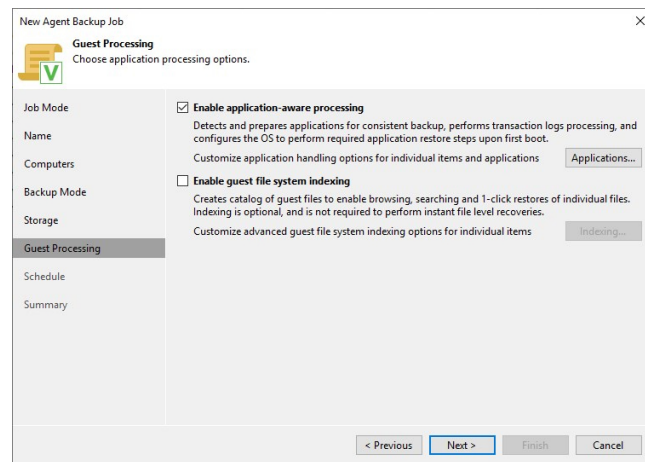 New Agent Backup Job
Guest Processing
Choose application processing options.
V
Job Mode
Name
Computers
Backup Mode
Storage
Guest Processing
Schedule
Summary
Enable application-aware processing
Detects and prepares applications for consistent backup, performs transaction logs processing, and
configures the OS to perform required application restore steps upon first boot.
Customize application handling options for individual items and applications
Applications...
Enable guest file system indexing
Creates catalog of guest files to enable browsing, searching and 1-click restores of individual files.
Indexing is optional, and is not required to perform instant file level recoveries.
Customize advanced guest file system indexing options for individual items
Indexing...
< Previous
Next >
Finish
Cancel